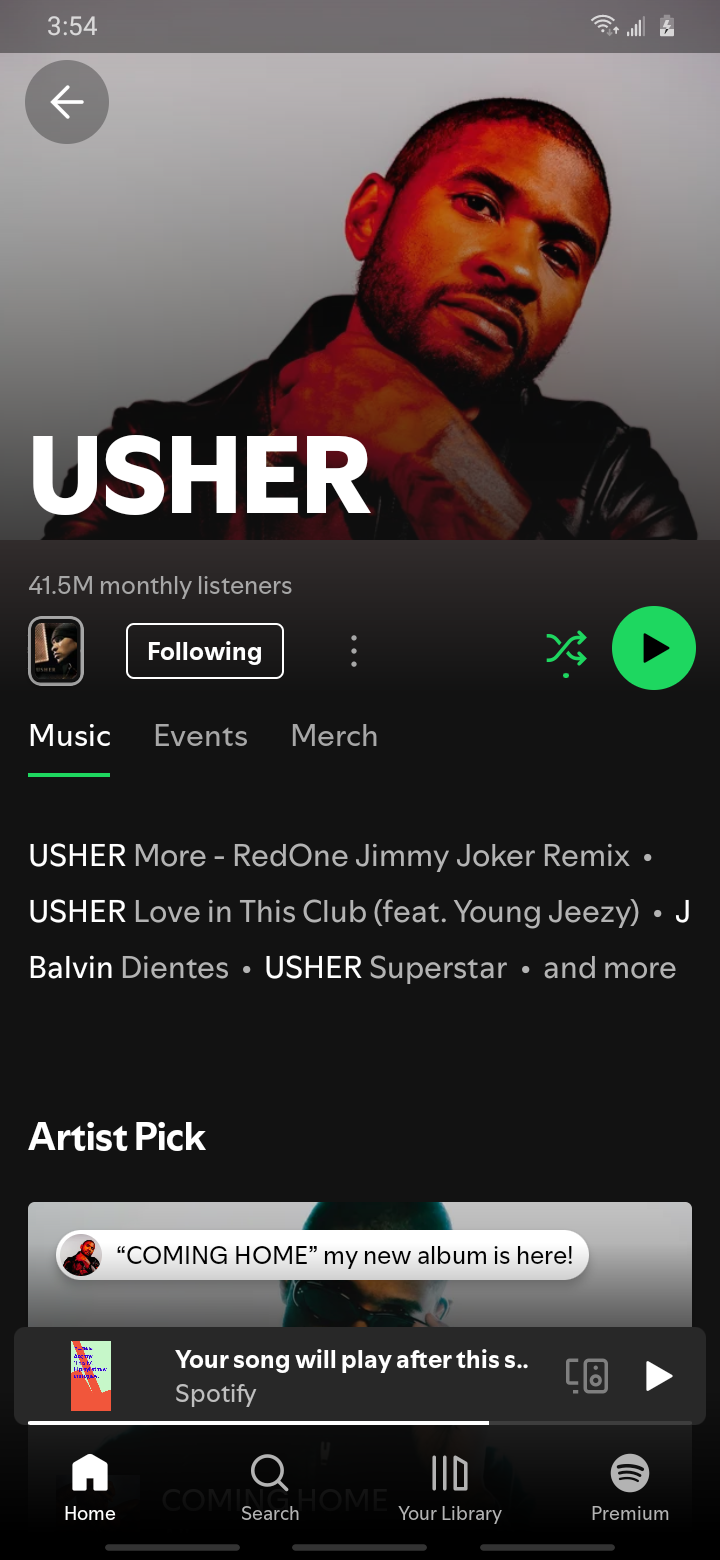 3:54
USHER
41.5M monthly listeners
USHER
Following
Music Events Merch
USHER More - RedOne Jimmy Joker Remix •
USHER Love in This Club (feat. Young Jeezy) • J
Balvin Dientes • USHER Superstar • and more
Artist Pick
“COMING HOME” my new album is here!
Your song will play after this s..
Spotify
COMING HOME
Home Search Your Library Premium